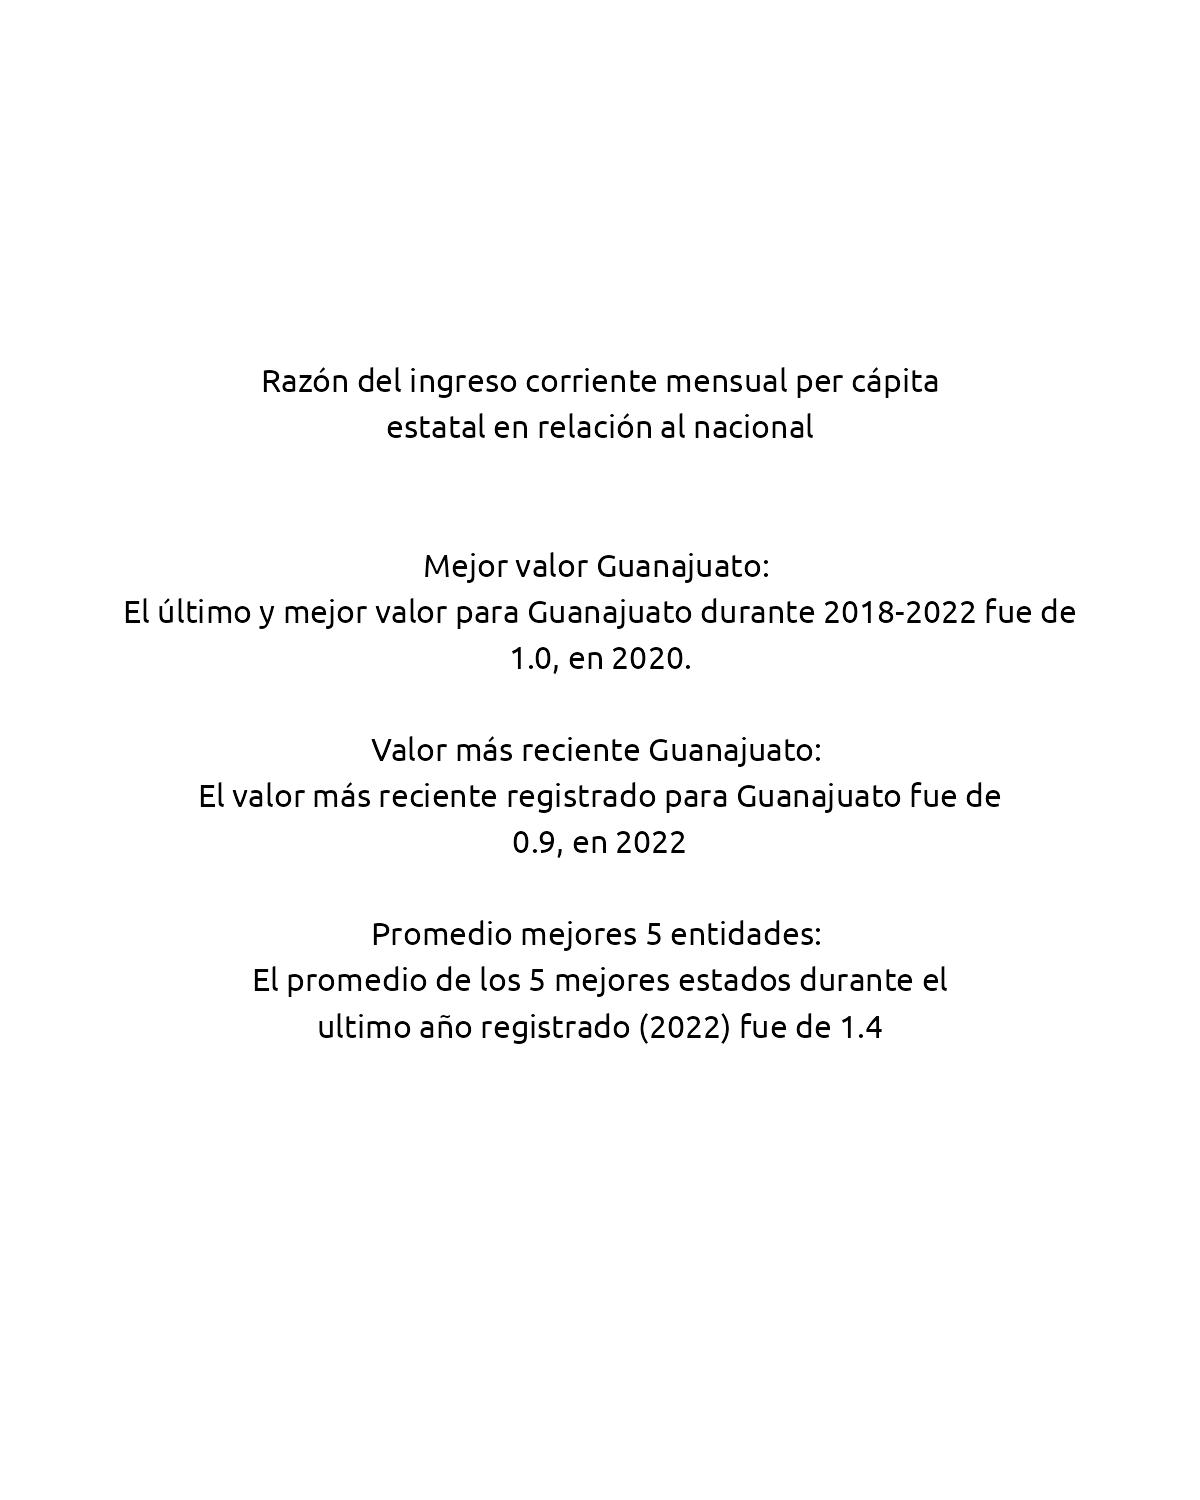 Razón del ingreso corriente mensual per cápita
estatal en relación al nacional
Mejor valor Guanajuato:
El último y mejor valor para Guanajuato durante 2018-2022 fue de
1.0, en 2020.
Valor más reciente Guanajuato:
El valor más reciente registrado para Guanajuato fue de
0.9, en 2022
Promedio mejores 5 entidades:
El promedio de los 5 mejores estados durante el
ultimo año registrado (2022) fue de 1.4